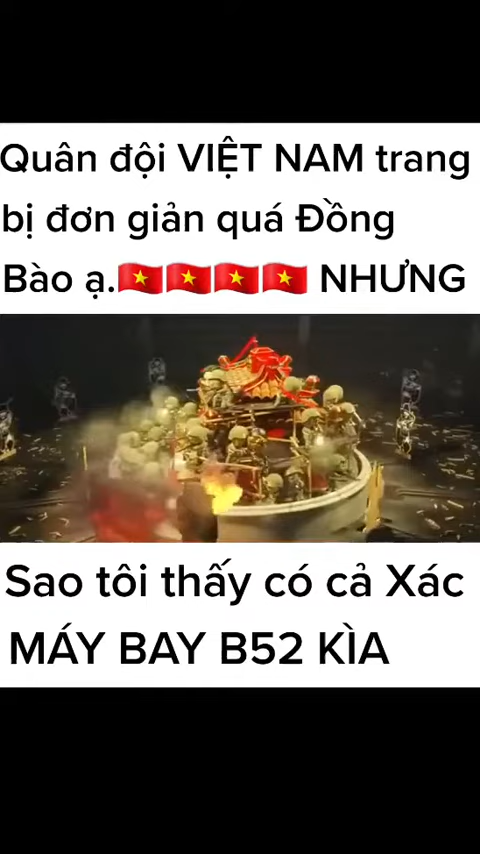 Quân đội VIỆT NAM trang
bị đơn giản quá Đồng
Bào ạ.🇻🇳🇻🇳🇻🇳🇻🇳 NHƯNG
Sao tôi thấy có cả Xác
MÁY BAY B52 KÌA